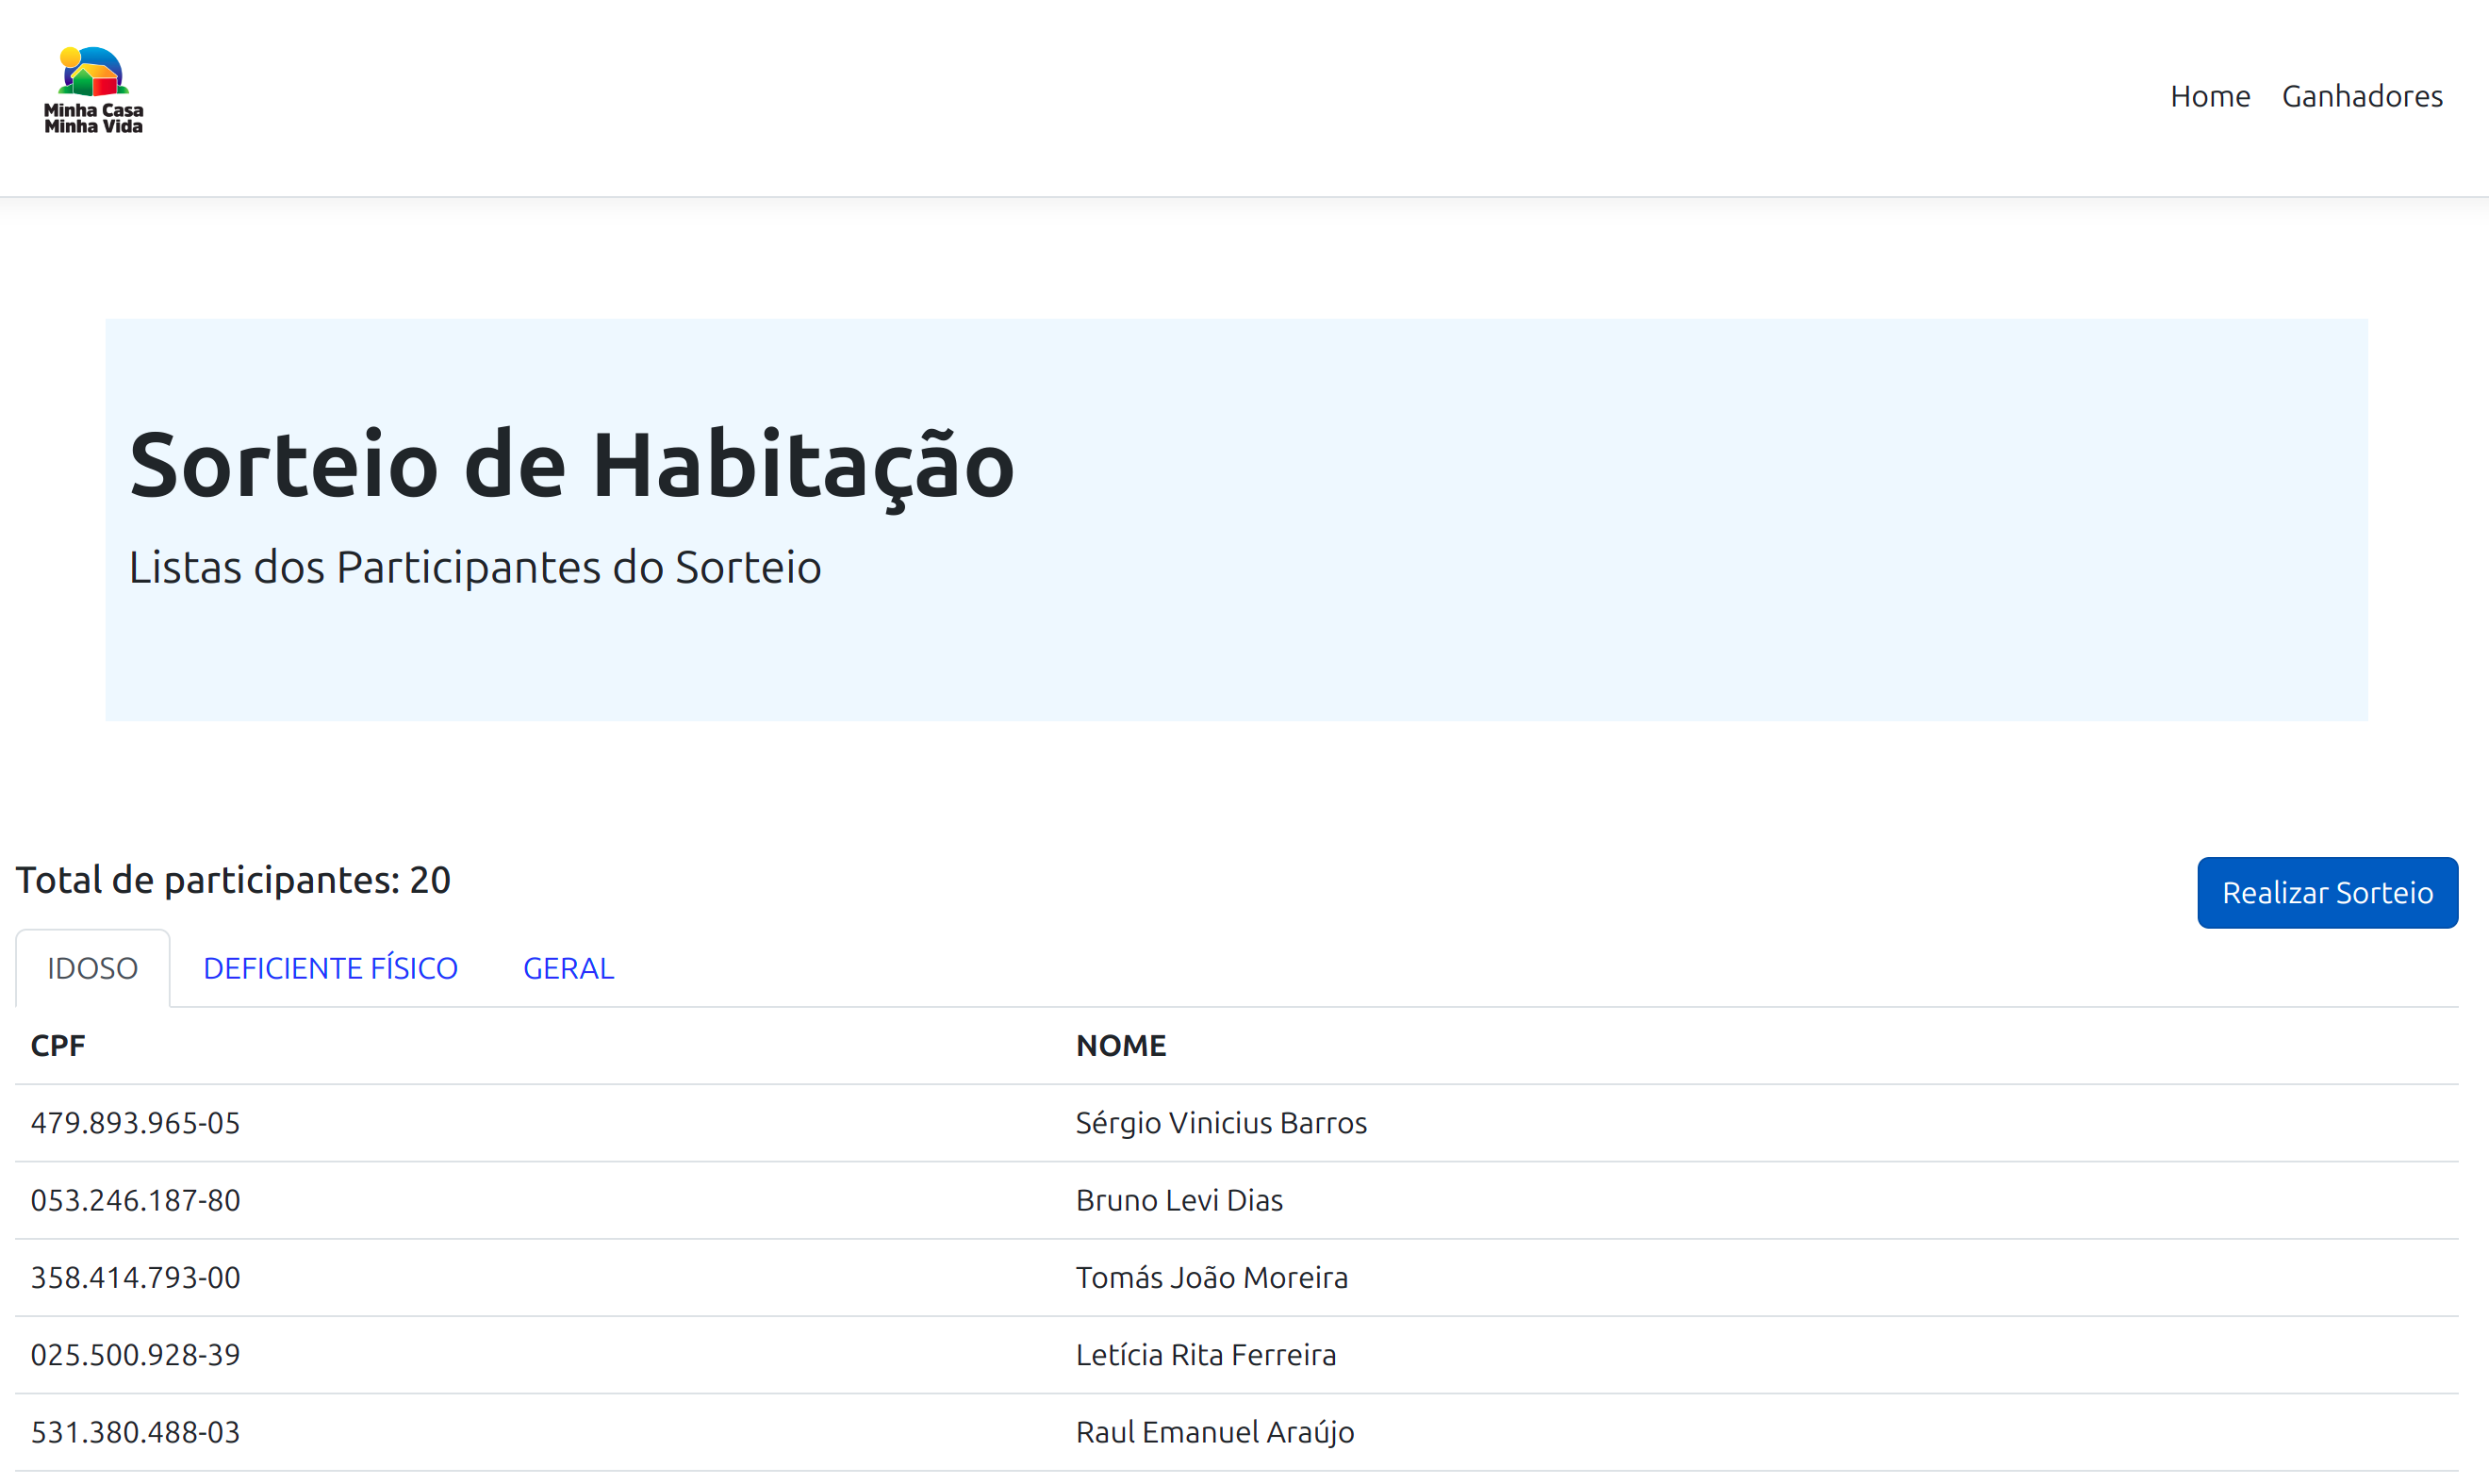 Minha Casa
Minha Vida
Home Ganhadores
Sorteio de Habitação
Listas dos Participantes do Sorteio
Total de participantes: 20
Realizar Sorteio
IDOSO DEFICIENTE FÍSICO GERAL
CPF NOME
479.893.965-05 Sérgio Vinicius Barros
053.246.187-80 Bruno Levi Dias
358.414.793-00 Tomás João Moreira
025.500.928-39 Letícia Rita Ferreira
531.380.488-03 Raul Emanuel Araújo